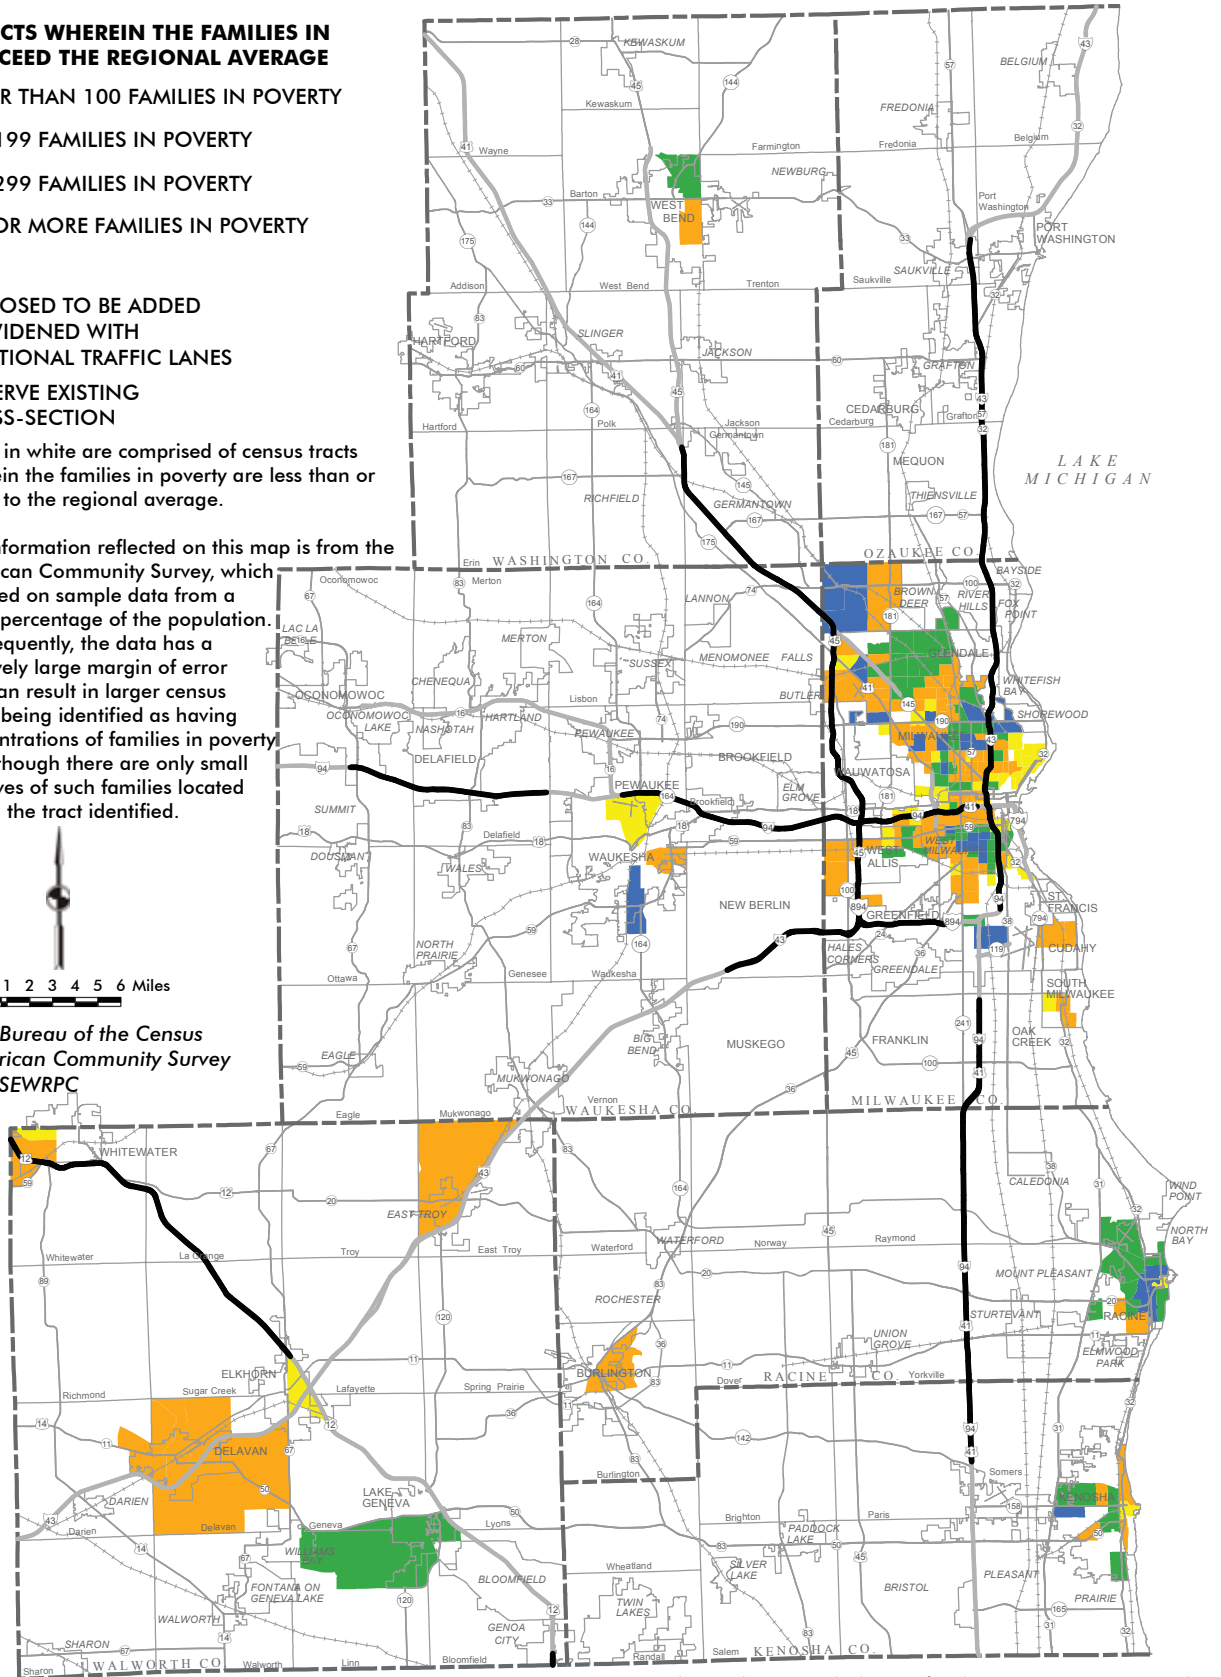 CTS WHEREIN THE FAMILIES IN
CEED THE REGIONAL AVERAGE
R THAN 100 FAMILIES IN POVERTY
199 FAMILIES IN POVERTY
299 FAMILIES IN POVERTY
OR MORE FAMILIES IN POVERTY
OSED TO BE ADDED
VIDENED WITH
TIONAL TRAFFIC LANES
ERVE EXISTING
SS-SECTION
in white are comprised of census tracts
ein the families in poverty are less than or
to the regional average.
nformation reflected on this map is from the
ican Community Survey, which
ed on sample data from a
percentage of the population.
equently, the data has a
vely large margin of error
an result in larger census
being identified as having
ntrations of families in poverty
though there are only small
ves of such families located
the tract identified.
1 2 3 4 5 6 Miles
Bureau of the Census
rican Community Survey
SEWRPC
KEWASKUM
Kewaskum
BELGIUM
FREDONIA
Belgium
Wayne
Farmington
Fredonia
NEWBURG
Barton
WEST
BEND
Port
Washington
PORT
WASHINGTON
SAUKVILLE
Addison
West Bend
Trenton
Saukville
SLINGER
HARTFORD
JACKSON
GRAFTON
CEDARBURG
Cedarburg
Grafton
Hartford
Polk
Jackson
Germantown
MEQUON
LAKE
MICHIGAN
RICHFIELD
GERMANTOWN
THIENSVILLE
Erin
WASHINGTON CO.
OZAUKEE CO.
Oconomowoc
Merton
BAYSIDE
LANNON
BROWN
DEER
RIVER
HILLS
FOX
POINT
LAC LA
BELLE
MERTON
SUSSEX
MENOMONEE FALLS
GLENDALE
CHENEQUA
OCONOMOWOC
Lisbon
BUTLER
WHITEFISH
BAY
OCONOMOWOC
LAKE
NASHOTAH
HARTLAND
PEWAUKEE
SHOREWOOD
MILWAUKEE
DELAFIELD
BROOKFIELD
WAUWATOSA
PEWAUKEE
ELM
GROVE
SUMMIT
Brookfield
Delafield
DOUSMAN
WALES
WAUKESHA
WEST
ALLIS
WEST
MILWAUKEE
NEW BERLIN
ST.
FRANCIS
GREENFIELD
NORTH
PRAIRIE
HALES
CORNERS
GREENDALE
CUDAHY
Ottawa
Genesee
Waukesha
SOUTH
MILWAUKEE
BIG
BEND
MUSKEGO
FRANKLIN
OAK
CREEK
EAGLE
MUKWONAGO
Eagle
Mukwonago
Vernon
WAUKESHA CO.
MILWAUKEE CO.
WHITEWATER
CALEDONIA
WIND
POINT
EAST TROY
NORTH
BAY
Whitewater
La Grange
Troy
East Troy
Waterford
WATERFORD
Norway
Raymond
MOUNT PLEASANT
ROCHESTER
STURTEVANT
RACINE
UNION
GROVE
ELMWOOD
PARK
ELKHORN
BURLINGTON
Dover
RACINE CO.
Yorkville
Richmond
Sugar Creek
Lafayette
Spring Prairie
DELAVAN
Burlington
Somers
LAKE
GENEVA
KENOSHA
DARIEN
Darien
Delavan
Geneva
Lyons
Brighton
Paris
PADDOCK
LAKE
WILLIAMS
BAY
Wheatland
SILVER
LAKE
PLEASANT
PRAIRIE
FONTANA ON
GENEVA LAKE
BLOOMFIELD
BRISTOL
TWIN
LAKES
WALWORTH
GENOA
CITY
SHARON
Sharon
WALWORTH CO
Walworth
Linn
Bloomfield
Randall
Salem
KENOSHA CO.